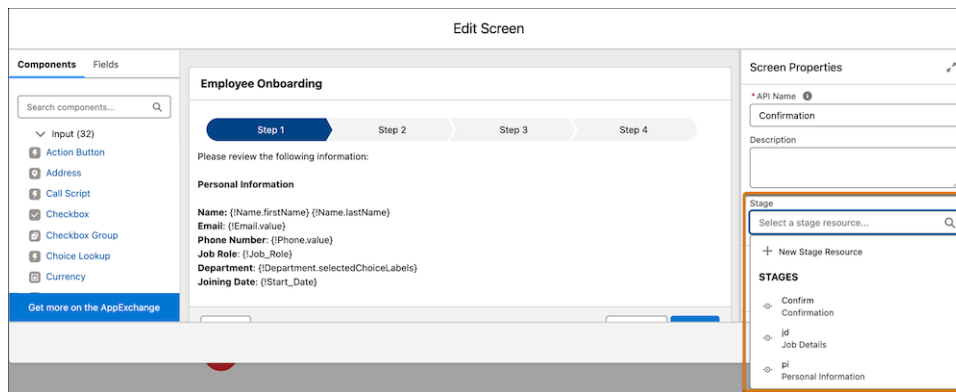 Edit Screen
Components Fields
Search components...
Input (32)
Action Button
Address
Call Script
Checkbox
Checkbox Group
Choice Lookup
Currency
Get more on the AppExchange
Employee Onboarding
Step 1 Step 2 Step 3 Step 4
Please review the following information:
Personal Information
Name: {!Name.firstName} {!Name.lastName}
Email: {!Email.value}
Phone Number: {!Phone.value}
Job Role: {!Job_Role}
Department: {!Department.selectedChoiceLabels}
Joining Date: {!Start_Date}
Screen Properties
*API Name
Confirmation
Description
Stage
Select a stage resource...
+ New Stage Resource
STAGES
Confirm
Confirmation
jd
Job Details
pi
Personal Information